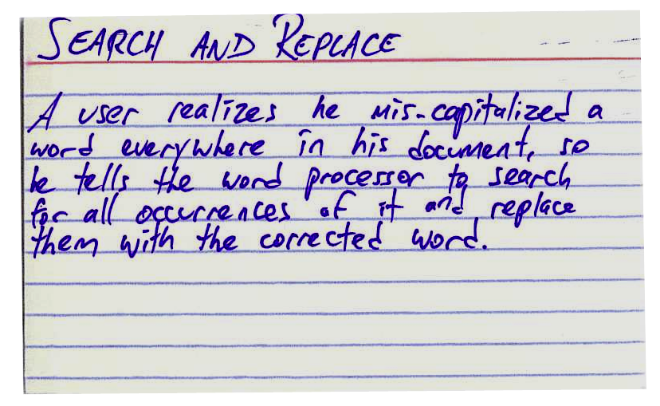 SEARCH AND REPLACE
A user realizes he mis-capitalized a
word everywhere in his document, so
he tells the word processor to search
for all occurrences of it and replace
them with the corrected word.